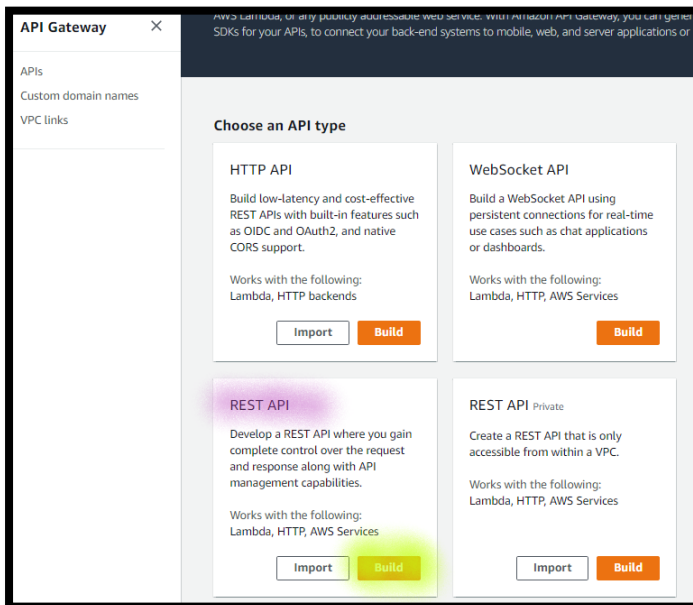 API Gateway
APIs
Custom domain names
VPC links
AWS Lambda, or any publicly addressable web service. With Amazon API Gateway, you can gener
SDKs for your APIs, to connect your back-end systems to mobile, web, and server applications or
Choose an API type
HTTP API
Build low-latency and cost-effective
REST APIs with built-in features such
as OIDC and OAuth2, and native
CORS support.
Works with the following:
Lambda, HTTP backends
Import
Build
WebSocket API
Build a WebSocket API using
persistent connections for real-time
use cases such as chat applications
or dashboards.
Works with the following:
Lambda, HTTP, AWS Services
Build
REST API
Develop a REST API where you gain
complete control over the request
and response along with API
management capabilities.
Works with the following:
Lambda, HTTP, AWS Services
Import
Build
REST API Private
Create a REST API that is only
accessible from within a VPC.
Works with the following:
Lambda, HTTP, AWS Services
Import
Build